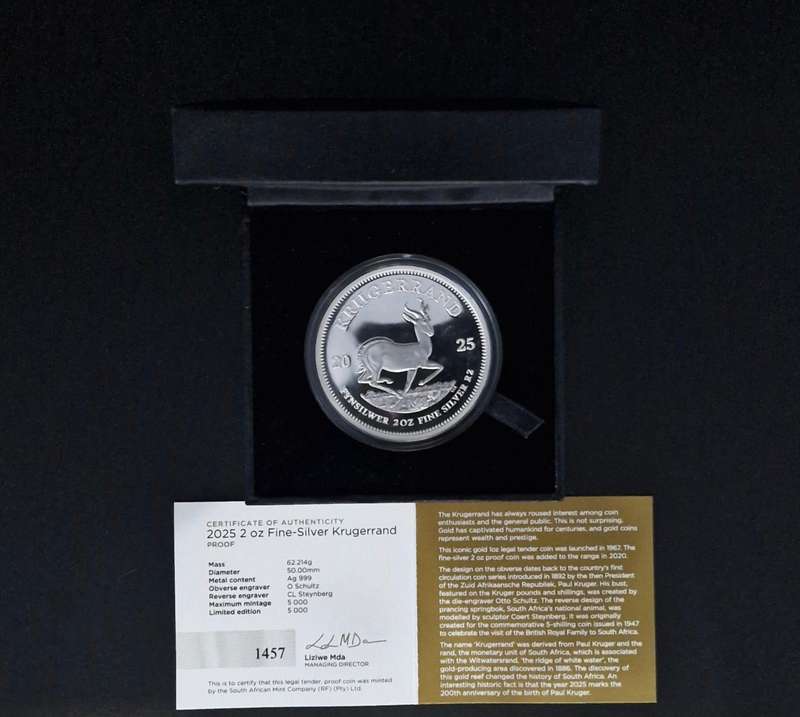 KRUGERRAND
20 25
FYNSILWER 2OZ FINE SILVER R2
CERTIFICATE OF AUTHENTICITY
2025 2 oz Fine-Silver Krugerrand
PROOF
Mass 62.214g
Diameter 50.00mm
Metal content Ag 999
Obverse engraver O Schultz
Reverse engraver CL Steynberg
Maximum mintage 5 000
Limited edition 5 000
1457
Liziwe Mda
MANAGING DIRECTOR
This is to certify that this legal tender, proof coin was minted
by the South African Mint Company (RF) (Pty) Ltd.
The Krugerrand has always roused interest among coin
enthusiasts and the general public. This is not surprising.
Gold has captivated humankind for centuries, and gold coins
represent wealth and prestige.
This iconic gold 1oz legal tender coin was launched in 1967. The
fine-silver 2 oz proof coin was added to the range in 2020.
The design on the obverse dates back to the country's first
circulation coin series introduced in 1892 by the then President
of the Zuid Afrikaansche Republiek, Paul Kruger. His bust,
featured on the Kruger pounds and shillings, was created by
the die-engraver Otto Schultz. The reverse design of the
prancing springbok, South Africa's national animal, was
modelled by sculptor Coert Steynberg. It was originally
created for the commemorative 5-shilling coin issued in 1947
to celebrate the visit of the British Royal Family to South Africa.
The name 'Krugerrand' was derived from Paul Kruger and the
rand, the monetary unit of South Africa, which is associated
with the Witwatersrand, 'the ridge of white water', the
gold-producing area discovered in 1886. The discovery of
this gold reef changed the history of South Africa. An
interesting historic fact is that the year 2025 marks the
200th anniversary of the birth of Paul Kruger.